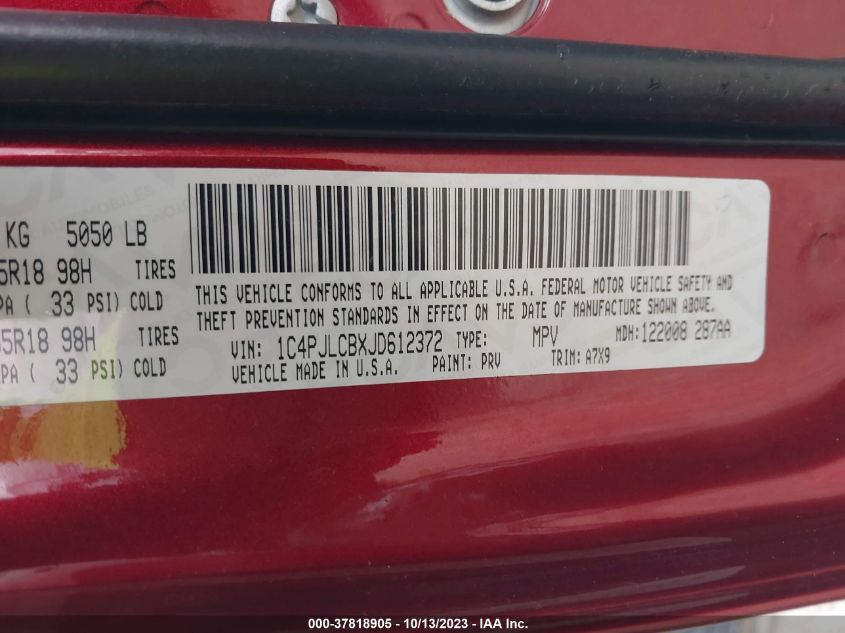 KG 5050 LB
5R18 98H TIRES
PA ( 33 PSI) COLD
5R18 98H TIRES
PA ( 33 PSI) COLD
THIS VEHICLE CONFORMS TO ALL APPLICABLE U.S.A. FEDERAL MOTOR VEHICLE SAFETY AND
THEFT PREVENTION STANDARDS IN EFFECT ON THE DATE OF MANUFACTURE SHOWN ABOVE.
VIN: 1C4PJLCBXJD612372 TYPE: MPV MDH: 122008 287AA
VEHICLE MADE IN U.S.A. PAINT: PRV TRIM: A7X9
000-37818905 - 10/13/2023 - Copyright © 2023 IAA, Inc.